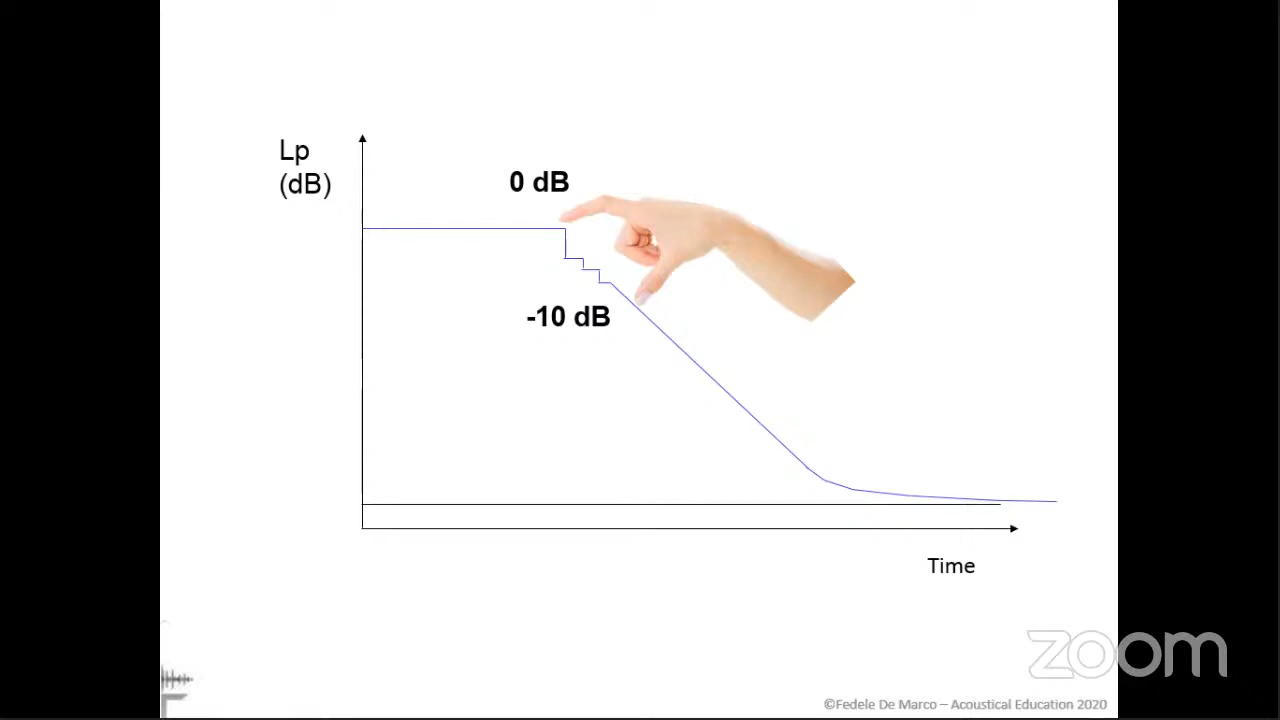 Lp
(dB)
0 dB
-10 dB
Time
zoom
©Fedele De Marco – Acoustical Education 2020